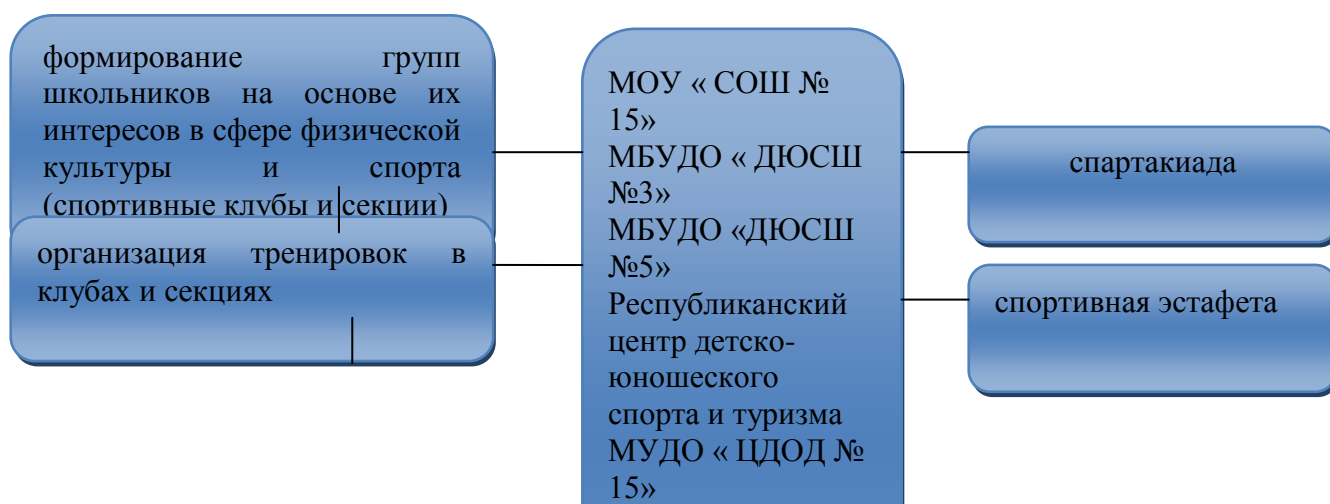 формирование групп
школьников на основе их
интересов в сфере физической
культуры и спорта
(спортивные клубы и секции)
организация тренировок в
клубах и секциях
МОУ « СОШ №
15»
МБУДО « ДЮСШ
№3»
МБУДО «ДЮСШ
№5»
Республиканский
центр детско-
юношеского
спорта и туризма
МУДО « ЦДОД №
15»
спартакиада
спортивная эстафета